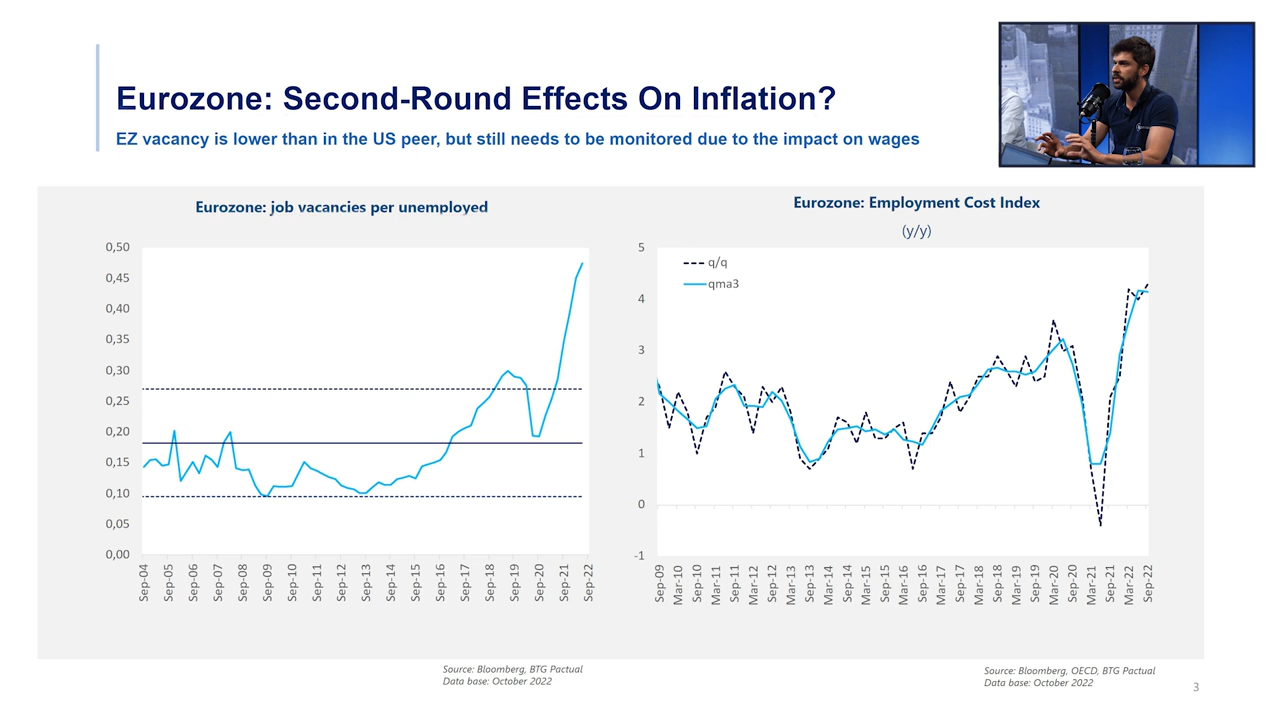 Eurozone: Second-Round Effects On Inflation?
EZ vacancy is lower than in the US peer, but still needs to be monitored due to the impact on wages
Eurozone: job vacancies per unemployed
0,50
0,45
0,40
0,35
0,30
0,25
0,20
0,15
0,10
0,05
0,00
Sep-04
Sep-05
Sep-06
Sep-07
Sep-08
Sep-09
Sep-10
Sep-11
Sep-12
Sep-13
Sep-14
Sep-15
Sep-16
Sep-17
Sep-18
Sep-19
Sep-20
Sep-21
Sep-22
Source: Bloomberg, BTG Pactual
Data base: October 2022
Eurozone: Employment Cost Index
(y/y)
q/q
qma3
5
4
3
2
1
0
-1
Sep-09
Mar-10
Sep-10
Mar-11
Sep-11
Mar-12
Sep-12
Mar-13
Sep-13
Mar-14
Sep-14
Mar-15
Sep-15
Mar-16
Sep-16
Mar-17
Sep-17
Mar-18
Sep-18
Mar-19
Sep-19
Mar-20
Sep-20
Mar-21
Sep-21
Mar-22
Sep-22
Source: Bloomberg, OECD, BTG Pactual
Data base: October 2022
3